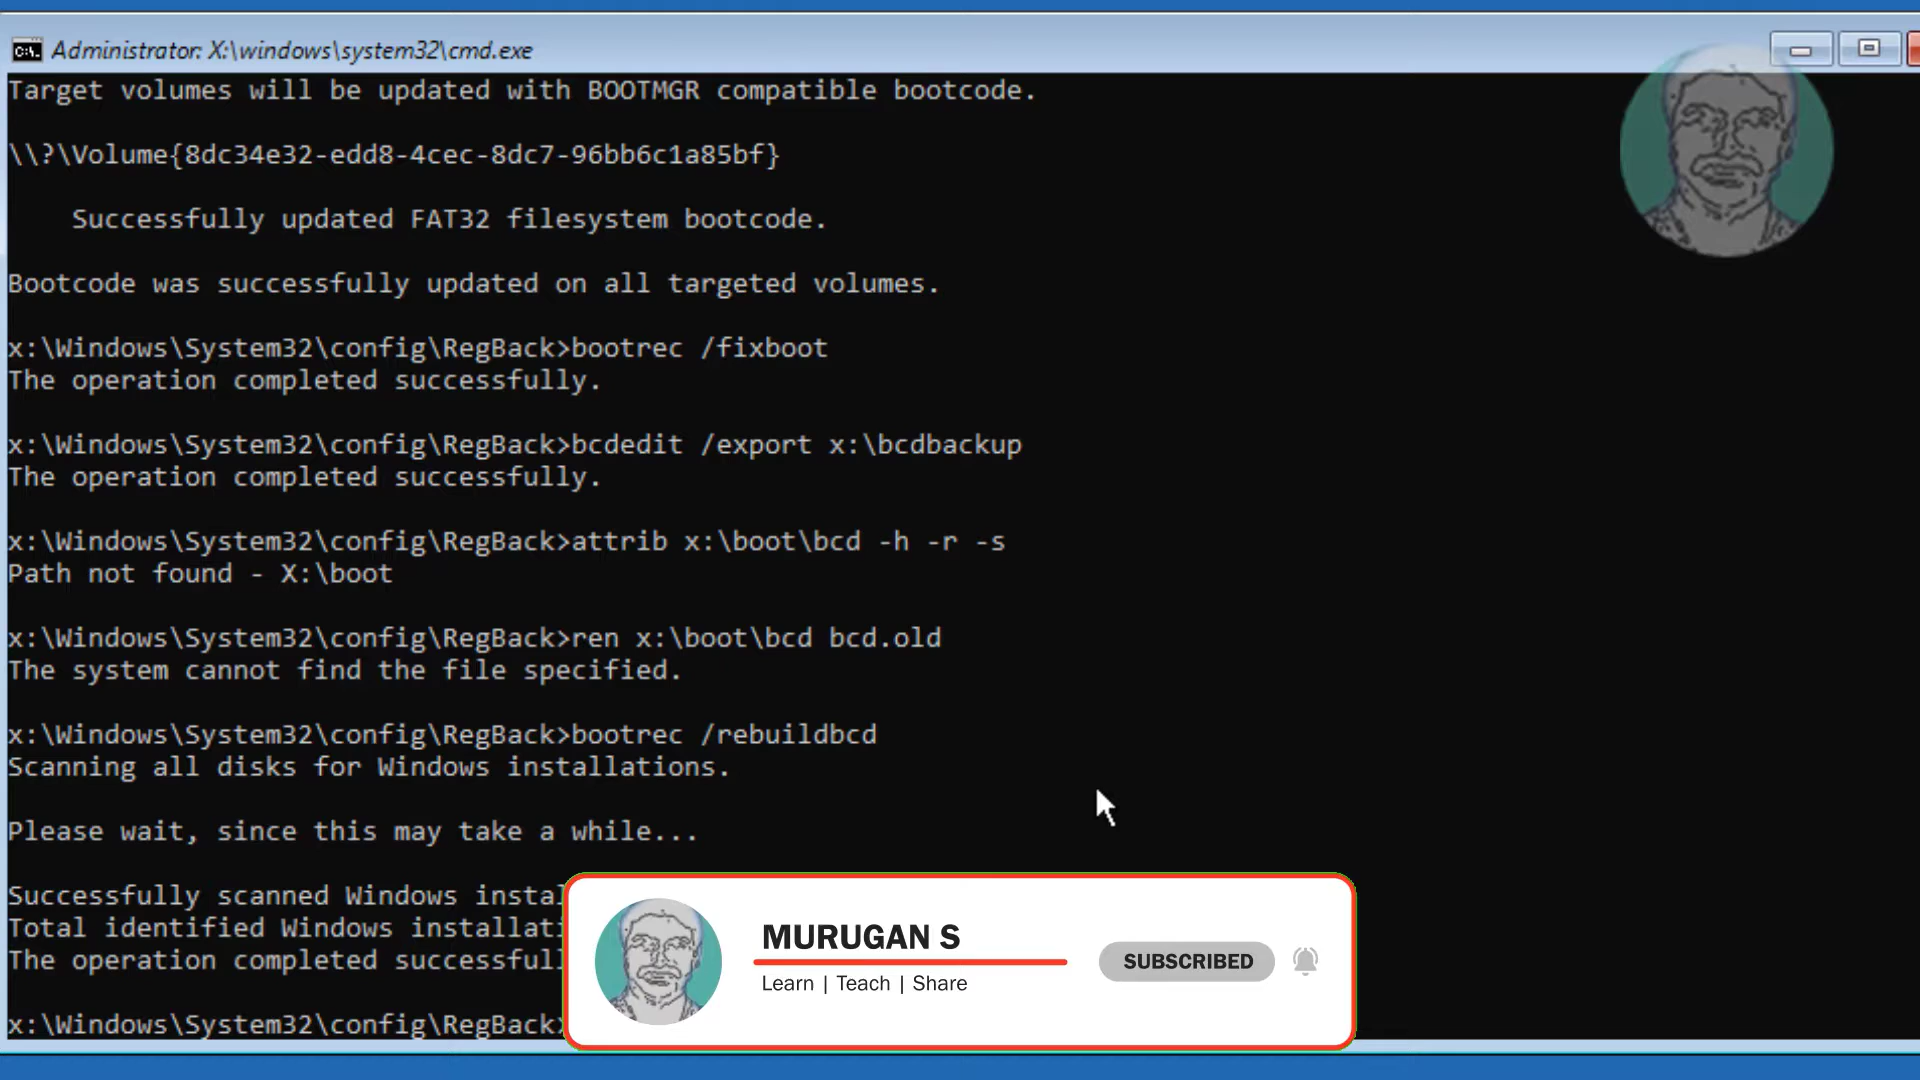 Administrator: X:\windows\system32\cmd.exe
Target volumes will be updated with BOOTMGR compatible bootcode.
\\?\Volume{8dc34e32-edd8-4cec-8dc7-96bb6c1a85bf}
Successfully updated FAT32 filesystem bootcode.
Bootcode was successfully updated on all targeted volumes.
x:\Windows\System32\config\RegBack>bootrec /fixboot
The operation completed successfully.
x:\Windows\System32\config\RegBack>bcdedit /export x:\bcdbackup
The operation completed successfully.
x:\Windows\System32\config\RegBack>attrib x:\boot\bcd -h -r -s
Path not found - X:\boot
x:\Windows\System32\config\RegBack>ren x:\boot\bcd bcd.old
The system cannot find the file specified.
x:\Windows\System32\config\RegBack>bootrec /rebuildbcd
Scanning all disks for Windows installations.
Please wait, since this may take a while...
Successfully scanned Windows instal
Total identified Windows installati
The operation completed successfull
x:\Windows\System32\config\RegBack>
MURUGAN S
Learn | Teach | Share
SUBSCRIBED